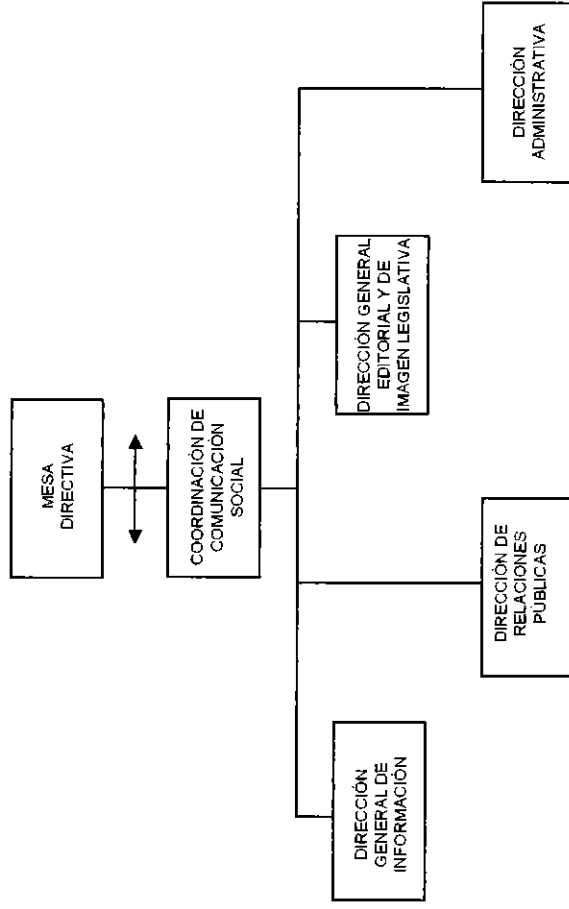 MESA
DIRECTIVA
COORDINACIÓN DE
COMUNICACIÓN
SOCIAL
DIRECCIÓN
GENERAL DE
INFORMACIÓN
DIRECCIÓN DE
RELACIONES
PÚBLICAS
DIRECCIÓN GENERAL
EDITORIAL Y DE
IMAGEN LEGISLATIVA
DIRECCIÓN
ADMINISTRATIVA